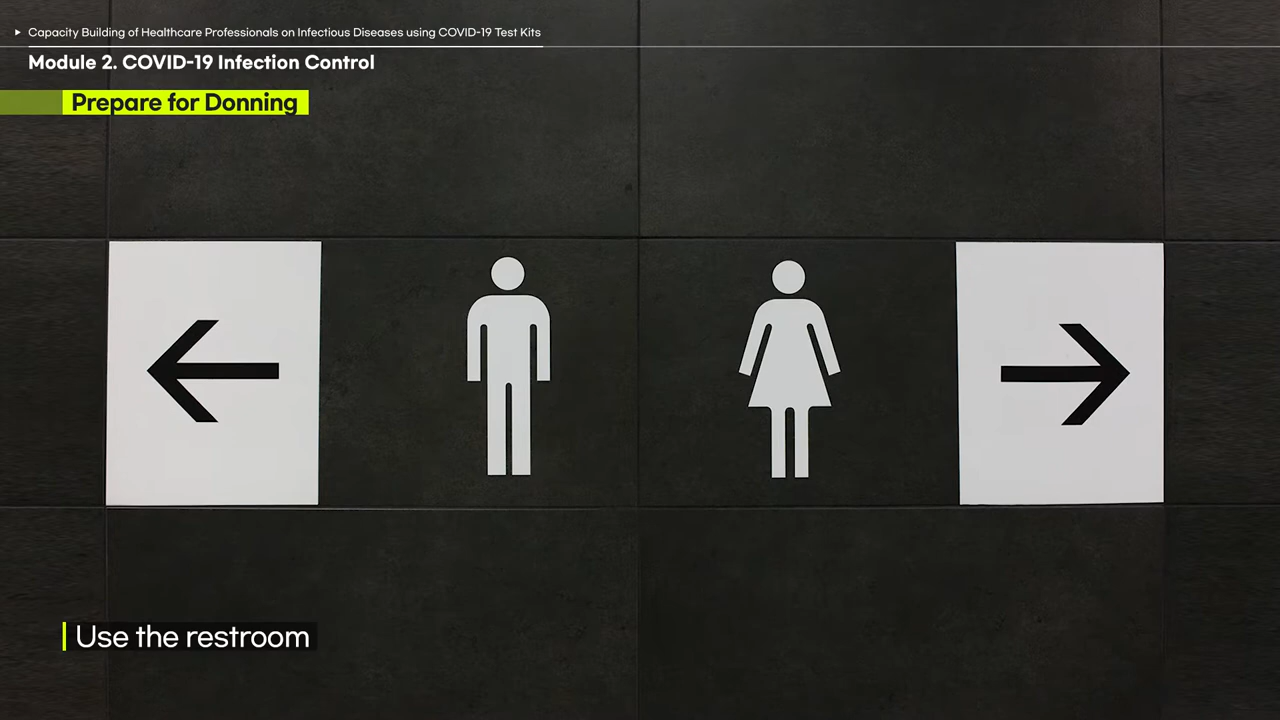 Capacity Building of Healthcare Professionals on Infectious Diseases using COVID-19 Test Kits
Module 2. COVID-19 Infection Control
Prepare for Donning
Use the restroom